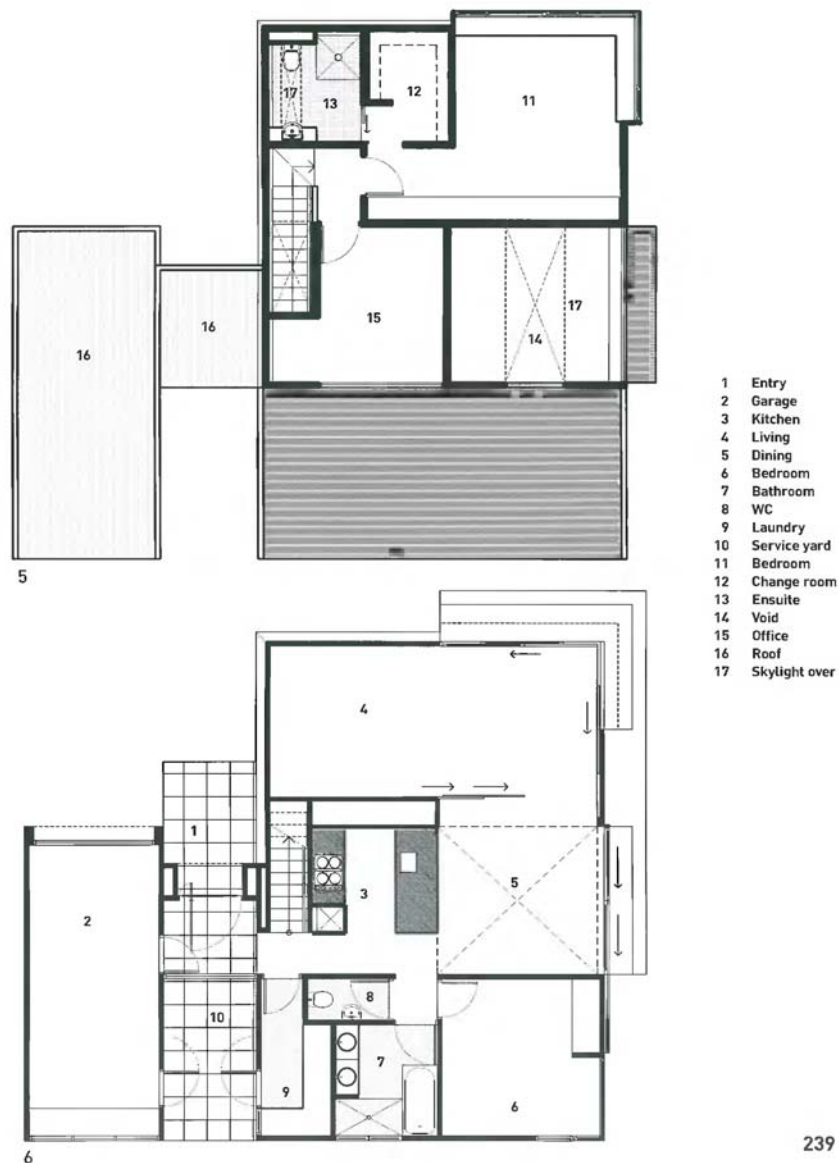 17
13
12
11
16
16
15
14
17
5
1 Entry
2 Garage
3 Kitchen
4 Living
5 Dining
6 Bedroom
7 Bathroom
8 WC
9 Laundry
10 Service yard
11 Bedroom
12 Change room
13 Ensuite
14 Void
15 Office
16 Roof
17 Skylight over
4
1
2
3
5
10
8
9
7
6
6
239